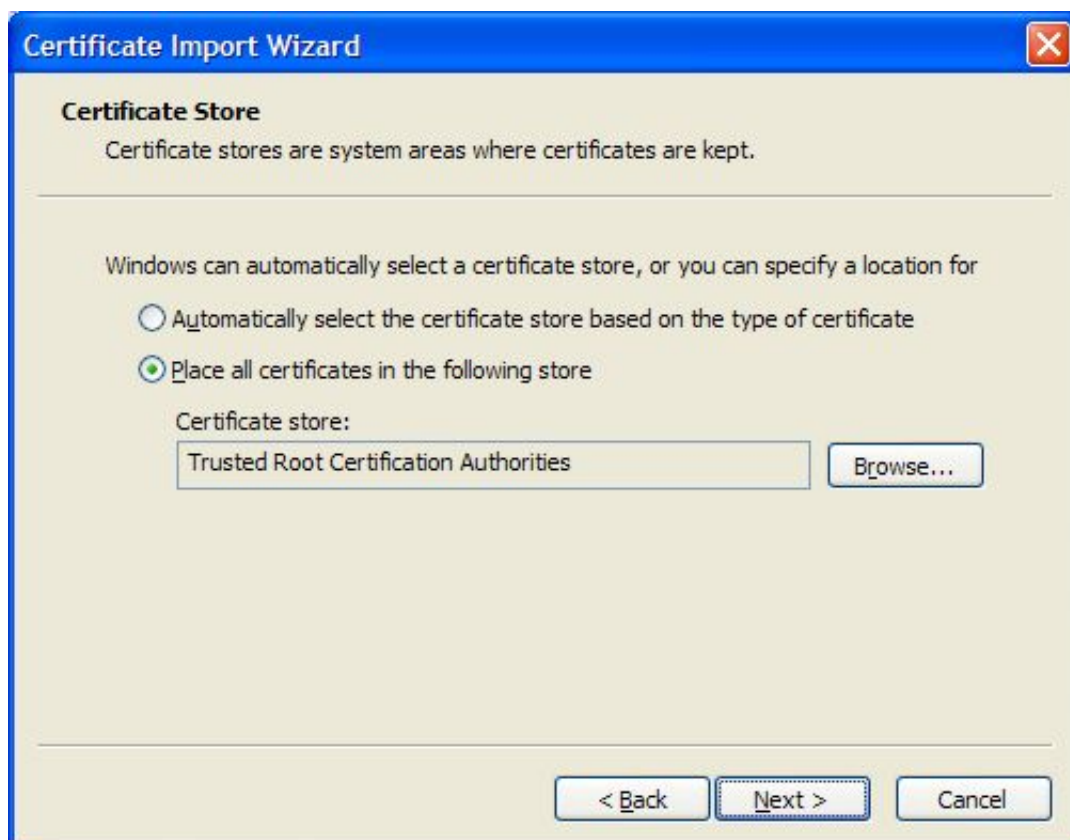 Certificate Import Wizard
Certificate Store
Certificate stores are system areas where certificates are kept.
Windows can automatically select a certificate store, or you can specify a location for
Automatically select the certificate store based on the type of certificate
Place all certificates in the following store
Certificate store:
Trusted Root Certification Authorities
Browse...
< Back
Next >
Cancel